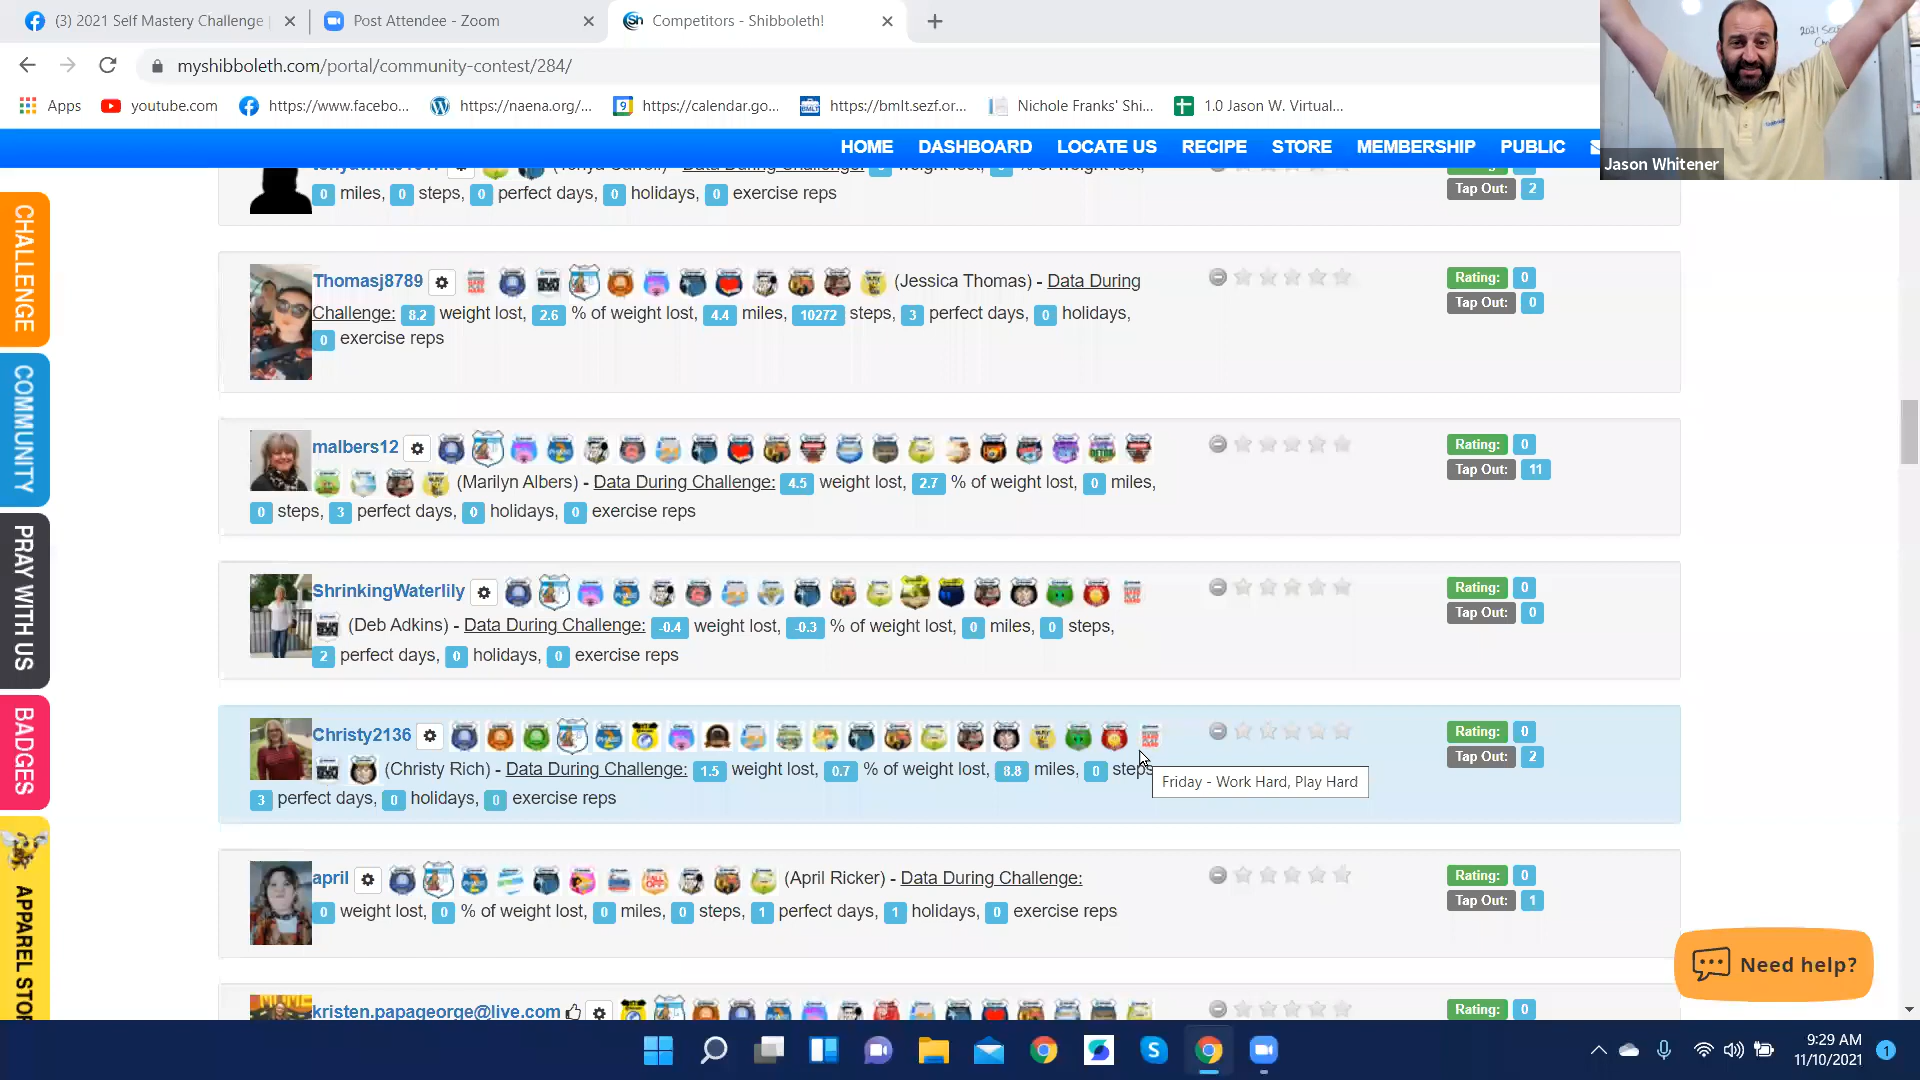 (3) 2021 Self Mastery Challenge
Post Attendee - Zoom
Competitors - Shibboleth!
myshibboleth.com/portal/community-contest/284/
Apps
youtube.com
https://www.facebo...
https://naena.org/...
https://calendar.go...
https://bmlt.sezf.or...
Nichole Franks' Shi...
1.0 Jason W. Virtual...
Jason Whitener
HOME DASHBOARD LOCATE US RECIPE STORE MEMBERSHIP PUBLIC
CHALLENGE
COMMUNITY
PRAY WITH US
BADGES
APPAREL STOR
0 miles, 0 steps, 0 perfect days, 0 holidays, 0 exercise reps
Tap Out: 2
Thomasj8789 (Jessica Thomas) - Data During
Challenge: 8.2 weight lost, 2.6 % of weight lost, 4.4 miles, 10272 steps, 3 perfect days, 0 holidays,
0 exercise reps
Rating: 0
Tap Out: 0
malbers12
(Marilyn Albers) - Data During Challenge: 4.5 weight lost, 2.7 % of weight lost, 0 miles,
0 steps, 3 perfect days, 0 holidays, 0 exercise reps
Rating: 0
Tap Out: 11
ShrinkingWaterlily
(Deb Adkins) - Data During Challenge: -0.4 weight lost, -0.3 % of weight lost, 0 miles, 0 steps,
2 perfect days, 0 holidays, 0 exercise reps
Rating: 0
Tap Out: 0
Christy2136
(Christy Rich) - Data During Challenge: 1.5 weight lost, 0.7 % of weight lost, 8.8 miles, 0 steps
3 perfect days, 0 holidays, 0 exercise reps
Friday - Work Hard, Play Hard
Rating: 0
Tap Out: 2
april (April Ricker) - Data During Challenge:
0 weight lost, 0 % of weight lost, 0 miles, 0 steps, 1 perfect days, 1 holidays, 0 exercise reps
Rating: 0
Tap Out: 1
kristen.papageorge@live.com
Rating: 0
Need help?
9:29 AM
11/10/2021
1